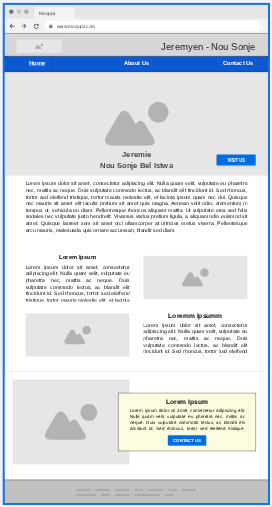 Moqups
www.moqups.com
Jeremyen - Nou Sonje
Home About Us Contact Us
Jeremie
Nou Sonje Bel Istwa
VISIT US
Lorem ipsum dolor sit amet, consectetur adipiscing elit. Nulla quam velit, vulputate eu pharetra
nec, mattis ac neque. Duis vulputate commodo lectus, ac blandit elit tincidunt id. Sed rhoncus,
tortor sed eleifend tristique, tortor mauris molestie elit, et lacinia ipsum quam nec dui. Quisque
nec mauris sit amet elit iaculis pretium sit amet quis magna. Aenean velit odio, elementum in
tempus ut, vehicula eu diam. Pellentesque rhoncus aliquam mattis. Ut vulputate eros sed felis
sodales nec vulputate justo hendrerit. Vivamus varius pretium ligula, a aliquam odio euismod sit
amet. Quisque laoreet sem sit amet orci ullamcorper at ultricies metus viverra. Pellentesque
arcu mauris, malesuada quis ornare accumsan, blandit sed diam.
Lorem Ipsum
Lorem ipsum dolor sit amet, consectetur
adipiscing elit. Nulla quam velit, vulputate eu
pharetra nec, mattis ac neque. Duis
vulputate commodo lectus, ac blandit elit
tincidunt id. Sed rhoncus, tortor sed eleifend
tristique, tortor mauris molestie elit, et lacinia
Loremm Ipsumm
Lorem ipsum dolor sit amet, consectetur
adipiscing elit. Nulla quam velit, vulputate eu
pharetra nec, mattis ac neque. Duis
vulputate commodo lectus, ac blandit elit
tincidunt id. Sed rhoncus, tortor sed eleifend
Lorem Ipsum
Lorem ipsum dolor sit amet, consectetur adipiscing
elit. Nulla quam velit, vulputate eu pharetra nec, mattis ac
neque. Duis vulputate commodo lectus, ac blandit elit
tincidunt id. Sed rhoncus, tortor sed eleifend tristique,
CONTACT US